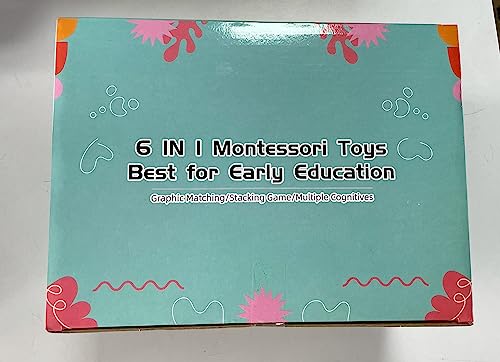 6 IN 1 Montessori Toys
Best for Early Education
Graphic Matching/Stacking Game/Multiple Cognitives